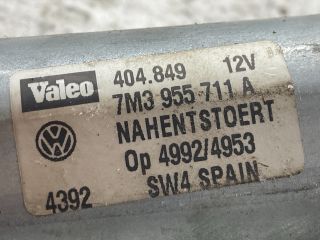 Valeo 404.849 12V
7M3 955 711 A
NAHENTSTOERT
Op 4992/4953
4392 SW4 SPAIN